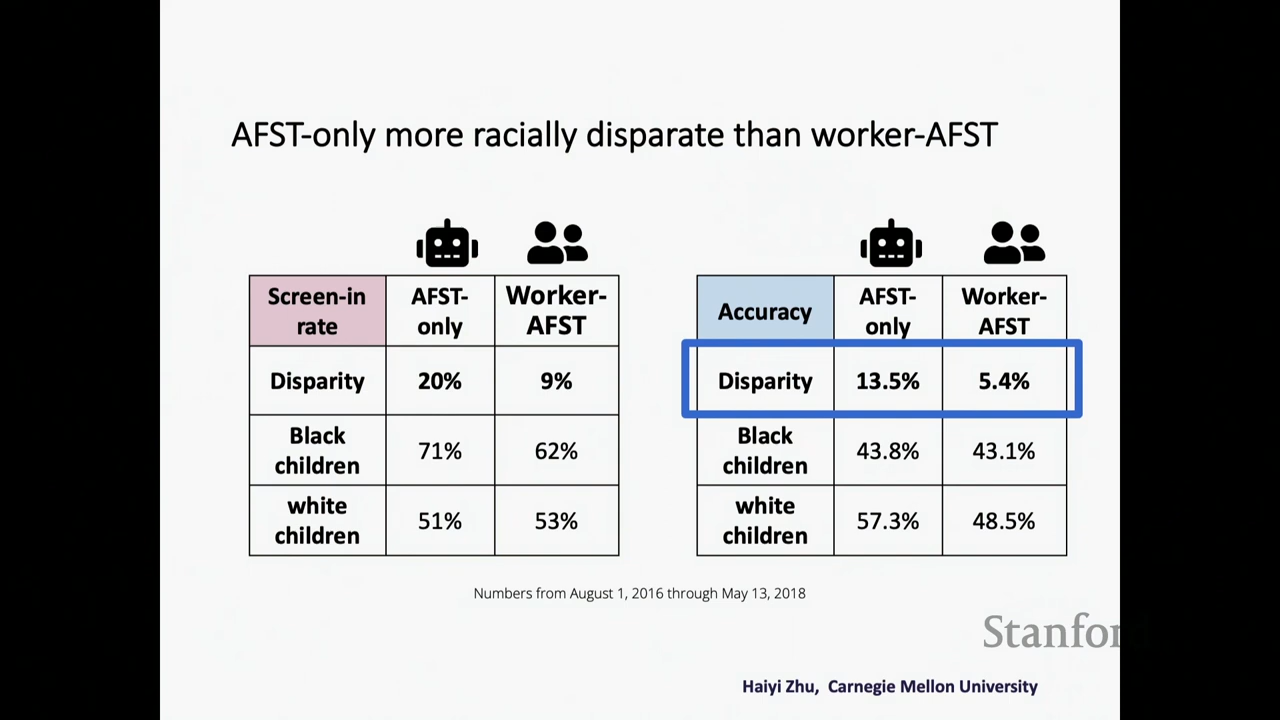 AFST-only more racially disparate than worker-AFST
Screen-in rate AFST-only Worker-AFST
Disparity 20% 9%
Black children 71% 62%
white children 51% 53%
Accuracy AFST-only Worker-AFST
Disparity 13.5% 5.4%
Black children 43.8% 43.1%
white children 57.3% 48.5%
Numbers from August 1, 2016 through May 13, 2018
Stanfor
Haiyi Zhu, Carnegie Mellon University